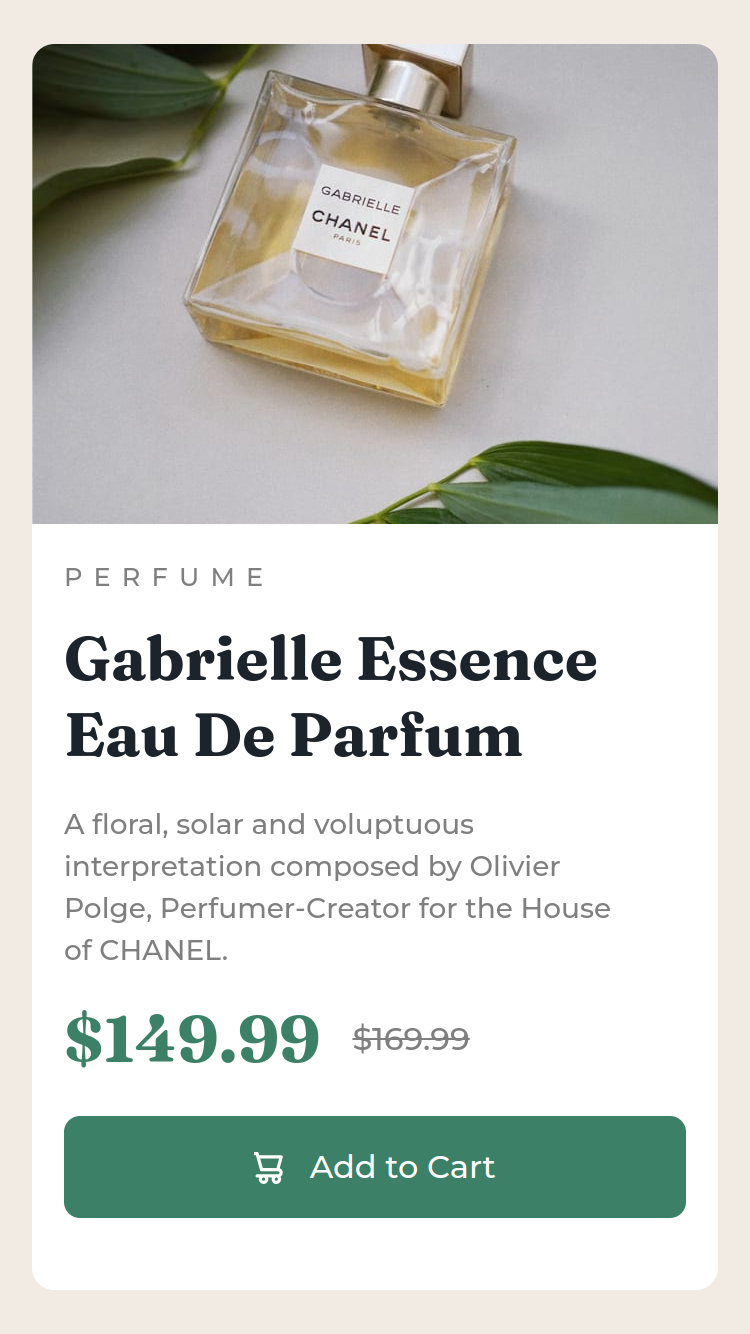 GABRIELLE
CHANEL
PARIS
PERFUME
Gabrielle Essence
Eau De Parfum
A floral, solar and voluptuous
interpretation composed by Olivier
Polge, Perfumer-Creator for the House
of CHANEL.
$149.99 $169.99
Add to Cart